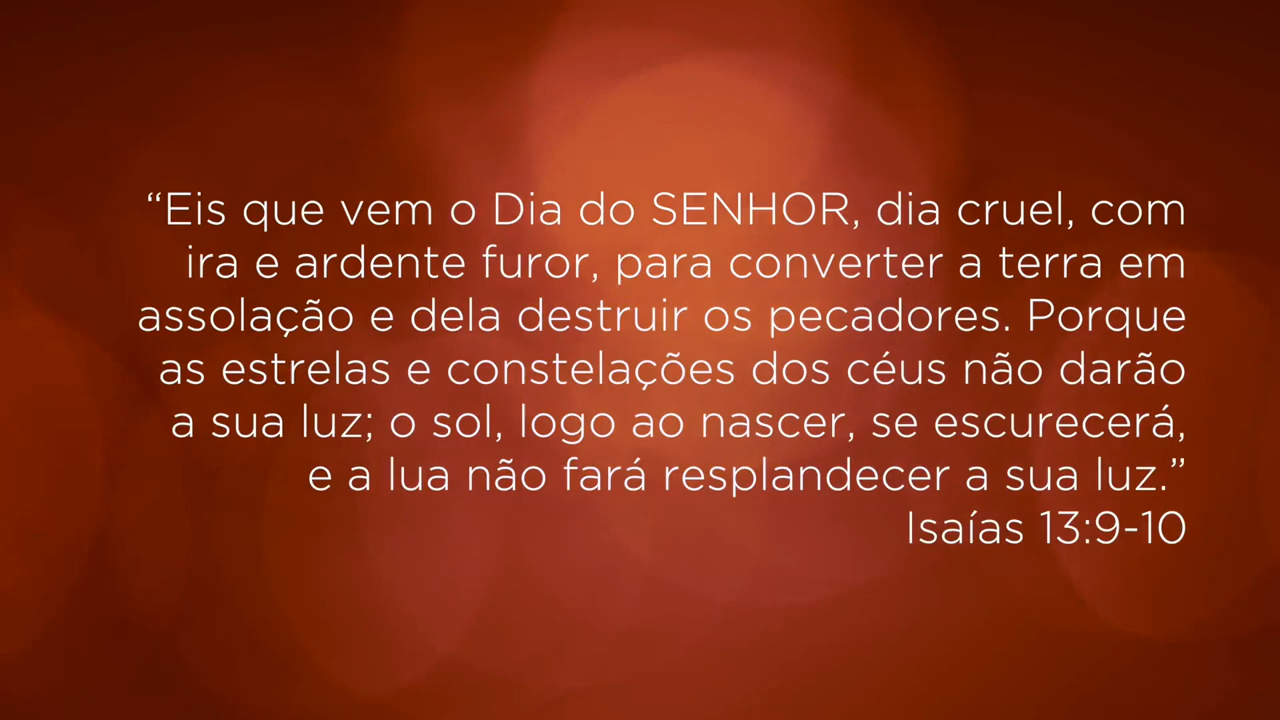 “Eis que vem o Dia do SENHOR, dia cruel, com
ira e ardente furor, para converter a terra em
assolação e dela destruir os pecadores. Porque
as estrelas e constelações dos céus não darão
a sua luz; o sol, logo ao nascer, se escurecerá,
e a lua não fará resplandecer a sua luz.”
Isaías 13:9-10